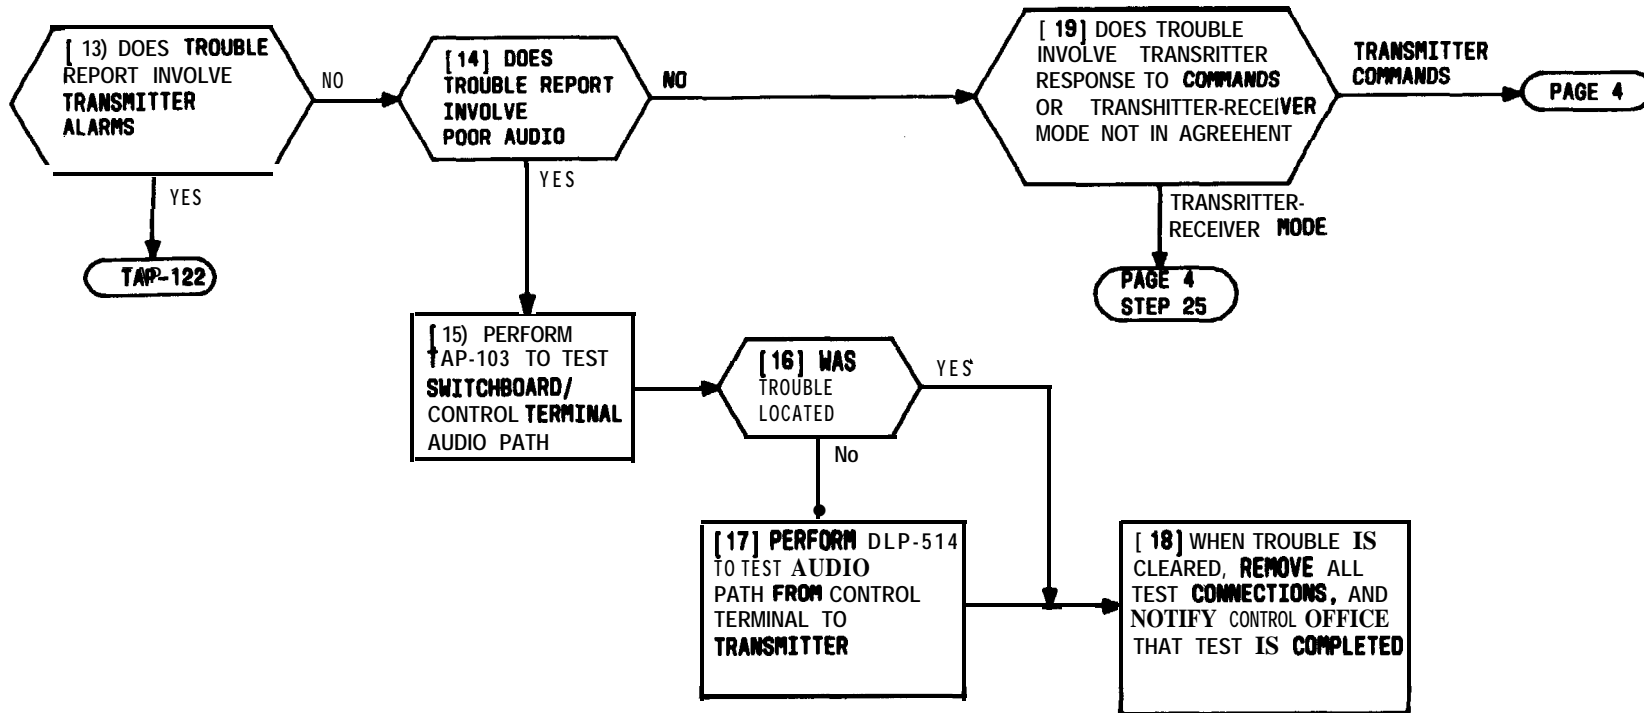 [ 13) DOES TROUBLE
REPORT INVOLVE
TRANSMITTER
ALARMS
NO
YES
TAP-122
[14] DOES
TROUBLE REPORT
INVOLVE
POOR AUDIO
NO
YES
[ 19] DOES TROUBLE
INVOLVE TRANSRITTER
RESPONSE TO COMMANDS
OR TRANSHITTER-RECEIVER
MODE NOT IN AGREEHENT
TRANSMITTER
COMMANDS
PAGE 4
TRANSRITTER-
RECEIVER MODE
PAGE 4
STEP 25
[ 15) PERFORM
TAP-103 TO TEST
SWITCHBOARD/
CONTROL TERMINAL
AUDIO PATH
[16] WAS
TROUBLE
LOCATED
YES
No
[17] PERFORM DLP-514
TO TEST AUDIO
PATH FROM CONTROL
TERMINAL TO
TRANSMITTER
[ 18] WHEN TROUBLE IS
CLEARED, REMOVE ALL
TEST CONNECTIONS, AND
NOTIFY CONTROL OFFICE
THAT TEST IS COMPLETED